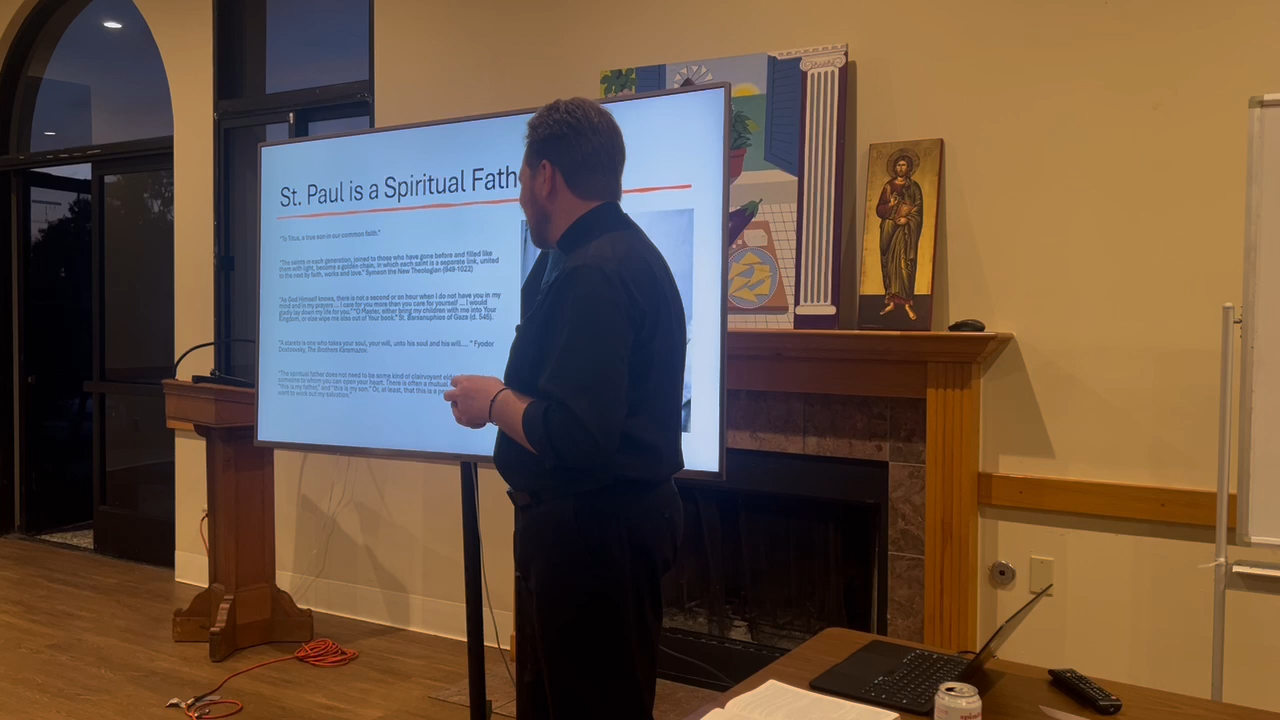 St. Paul is a Spiritual Fath
"To Titus, a true son in our common faith."
"The saints in each generation, joined to those who have gone before and filled like
them with light, become a golden chain, in which each saint is a separate link, united
to the next by faith, works and love." Symeon the New Theologian (949-1022)
"As God Himself knows, there is not a second or an hour when I do not have you in my
mind and in my prayers ... I care for you more than you care for yourself ... I would
gladly lay down my life for you." "O Master, either bring my children with me into Your
Kingdom, or else wipe me also out of Your book." St. Barsanuphios of Gaza (d. 545).
"A starets is one who takes your soul, your will, unto his soul and his will.... " Fyodor
Dostoevsky, The Brothers Karamazov.
"The spiritual father does not need to be some kind of clairvoyant elde
someone to whom you can open your heart. There is often a mutual
"this is my father," and "this is my son." Or, at least, that this is a pe
want to work out my salvation."